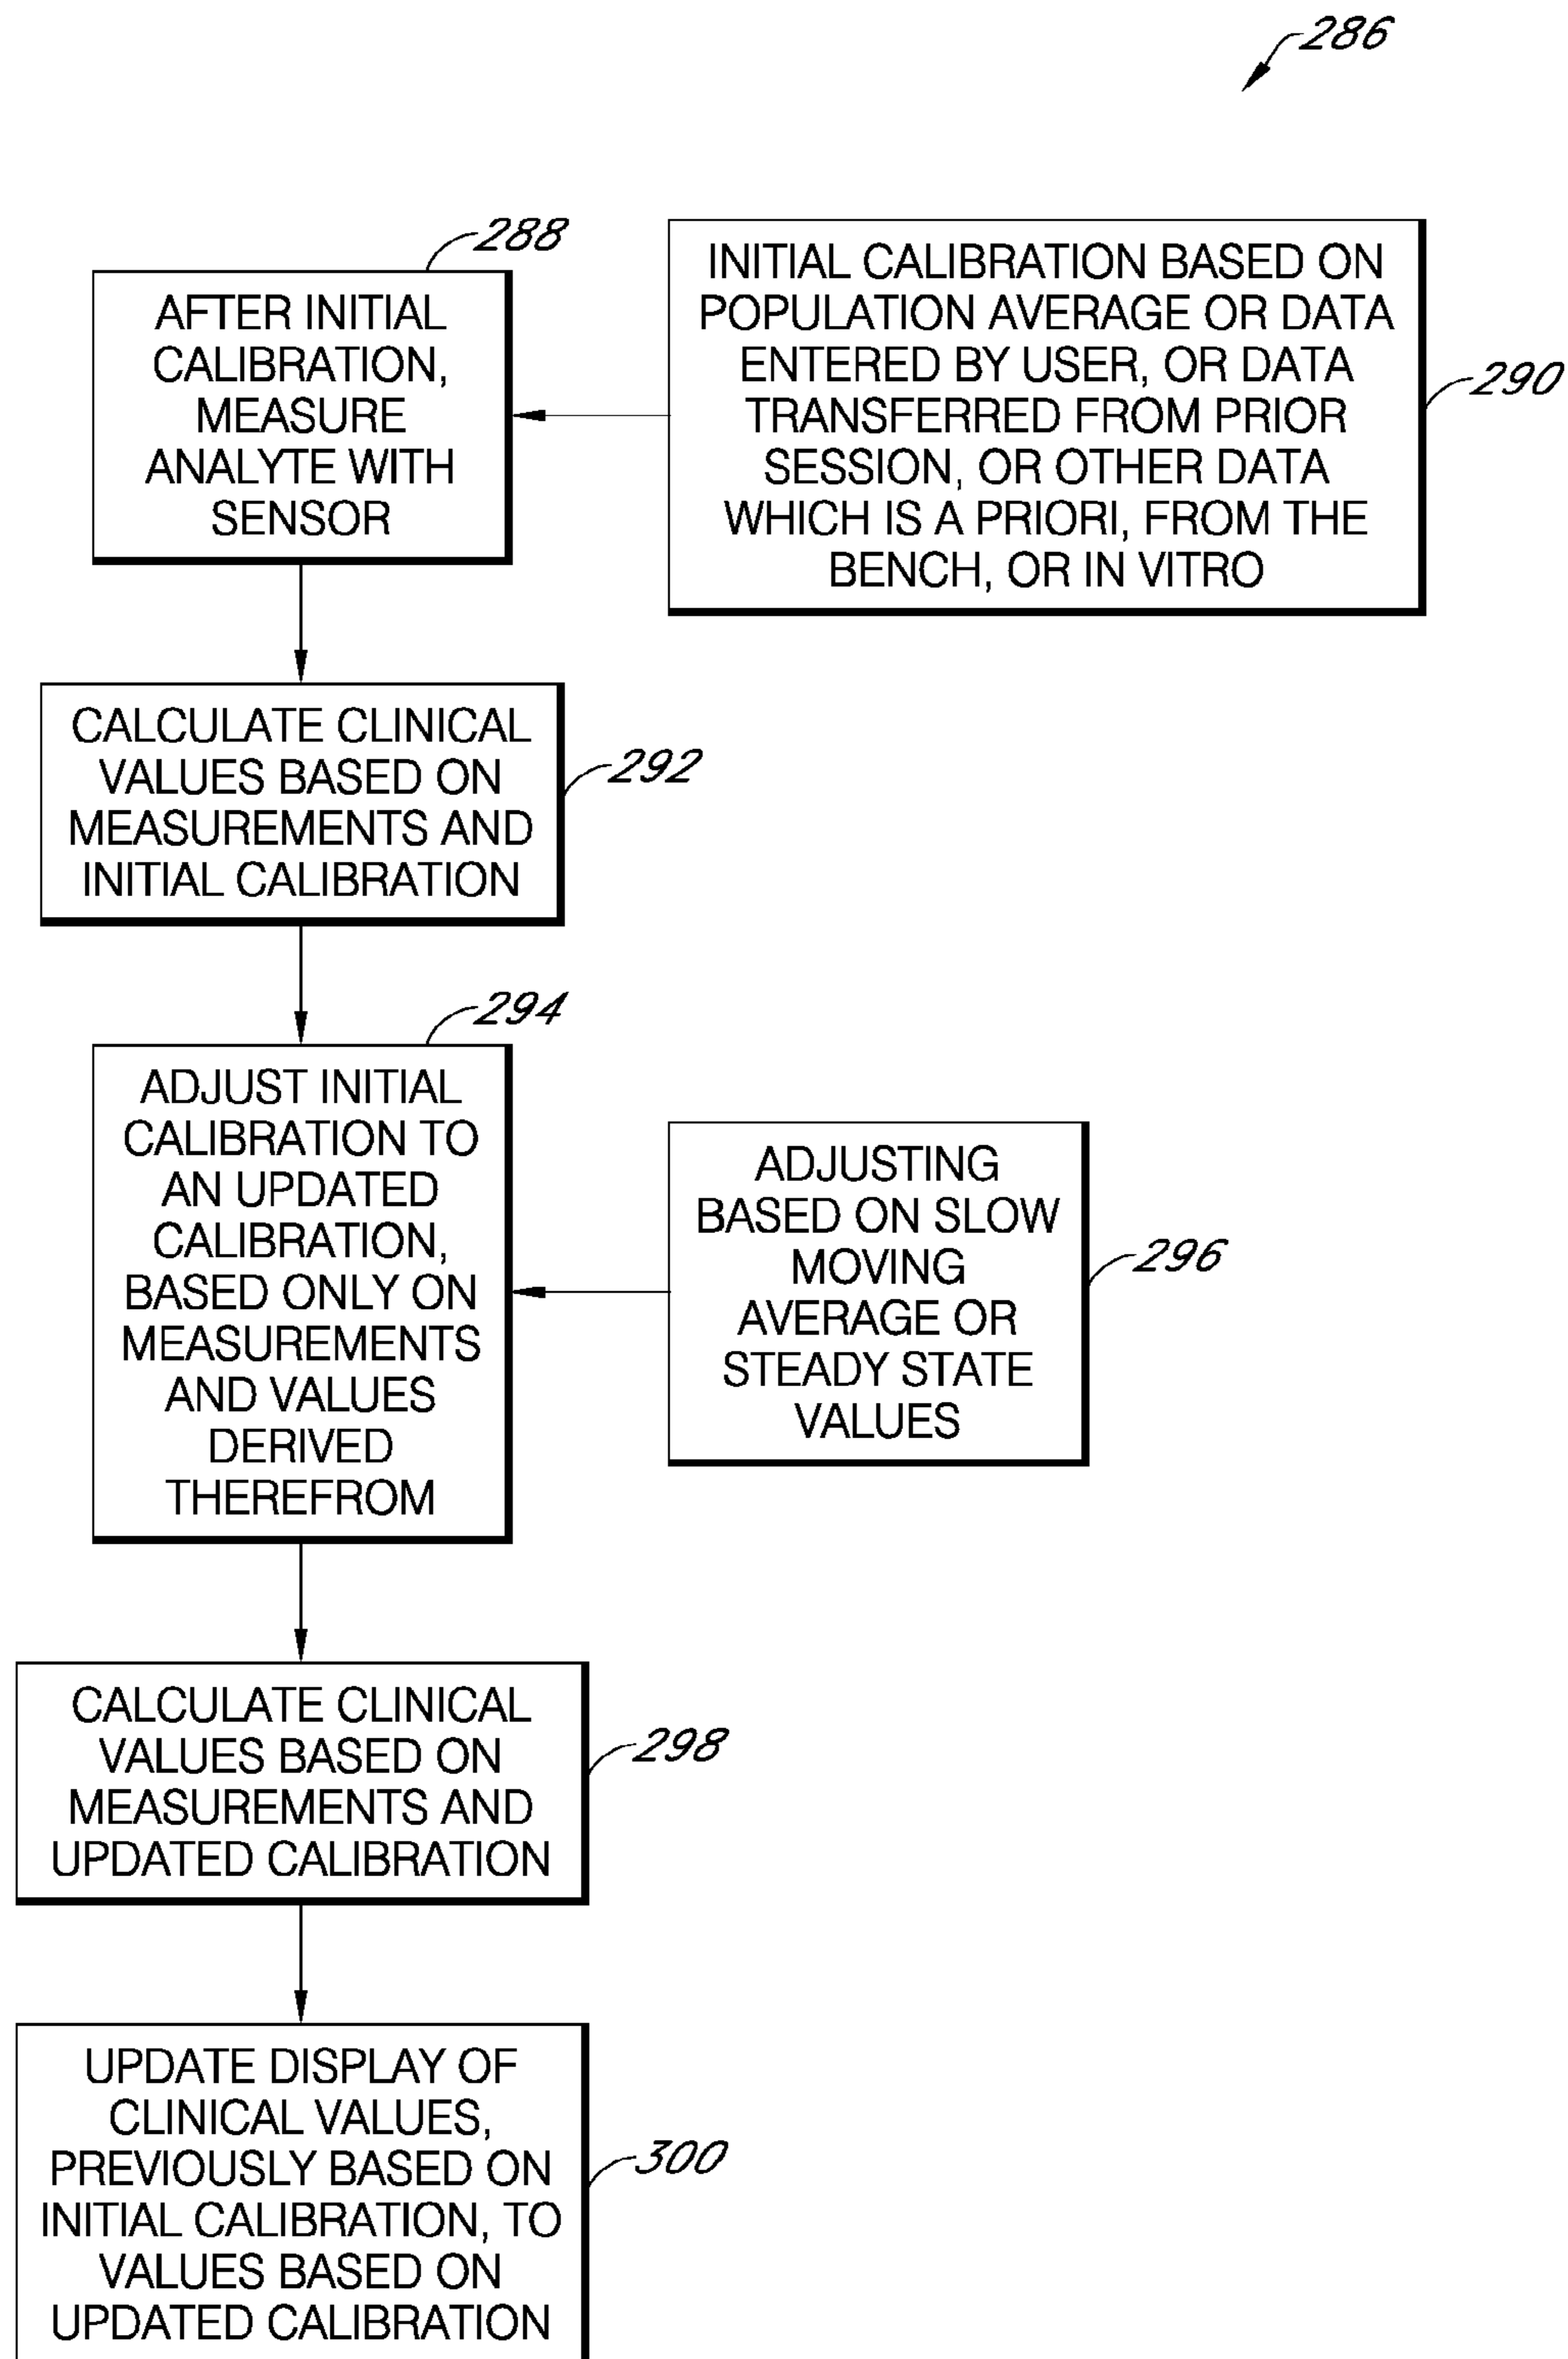 286
288
AFTER INITIAL
CALIBRATION,
MEASURE
ANALYTE WITH
SENSOR
INITIAL CALIBRATION BASED ON
POPULATION AVERAGE OR DATA
ENTERED BY USER, OR DATA
TRANSFERRED FROM PRIOR
SESSION, OR OTHER DATA
WHICH IS A PRIORI, FROM THE
BENCH, OR IN VITRO
290
CALCULATE CLINICAL
VALUES BASED ON
MEASUREMENTS AND
INITIAL CALIBRATION
292
294
ADJUST INITIAL
CALIBRATION TO
AN UPDATED
CALIBRATION,
BASED ONLY ON
MEASUREMENTS
AND VALUES
DERIVED
THEREFROM
ADJUSTING
BASED ON SLOW
MOVING
AVERAGE OR
STEADY STATE
VALUES
296
CALCULATE CLINICAL
VALUES BASED ON
MEASUREMENTS AND
UPDATED CALIBRATION
298
UPDATE DISPLAY OF
CLINICAL VALUES,
PREVIOUSLY BASED ON
INITIAL CALIBRATION, TO
VALUES BASED ON
UPDATED CALIBRATION
300